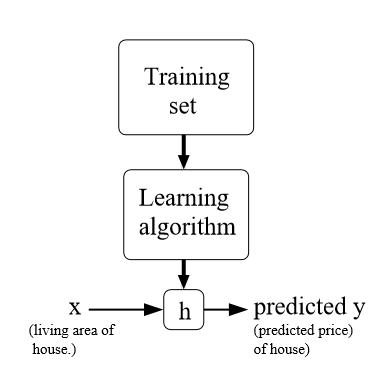 Training
set
Learning
algorithm
x
h
predicted y
(living area of
house.)
(predicted price)
of house)